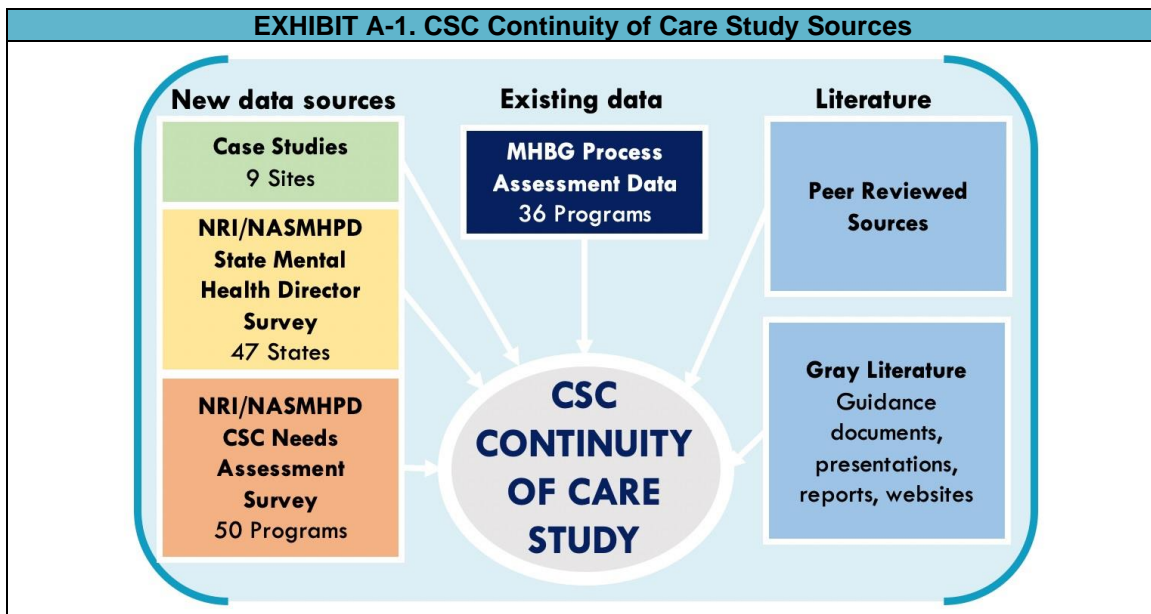 EXHIBIT A-1. CSC Continuity of Care Study Sources
New data sources
Case Studies
9 Sites
NRI/NASMHPD
State Mental
Health Director
Survey
47 States
NRI/NASMHPD
CSC Needs
Assessment
Survey
50 Programs
Existing data
MHBG Process
Assessment Data
36 Programs
CSC
CONTINUITY
OF CARE
STUDY
Literature
Peer Reviewed
Sources
Gray Literature
Guidance
documents,
presentations,
reports, websites